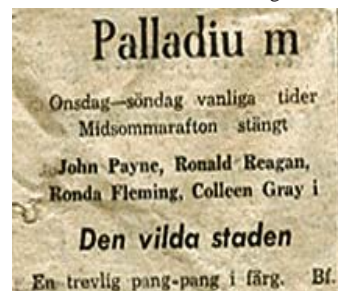 Palladiu m
Onsdag—söndag vanliga tider
Midsommarafton stängt
John Payne, Ronald Reagan,
Ronda Fleming, Colleen Gray i
Den vilda staden
En trevlig pang-pang i färg. Bf.